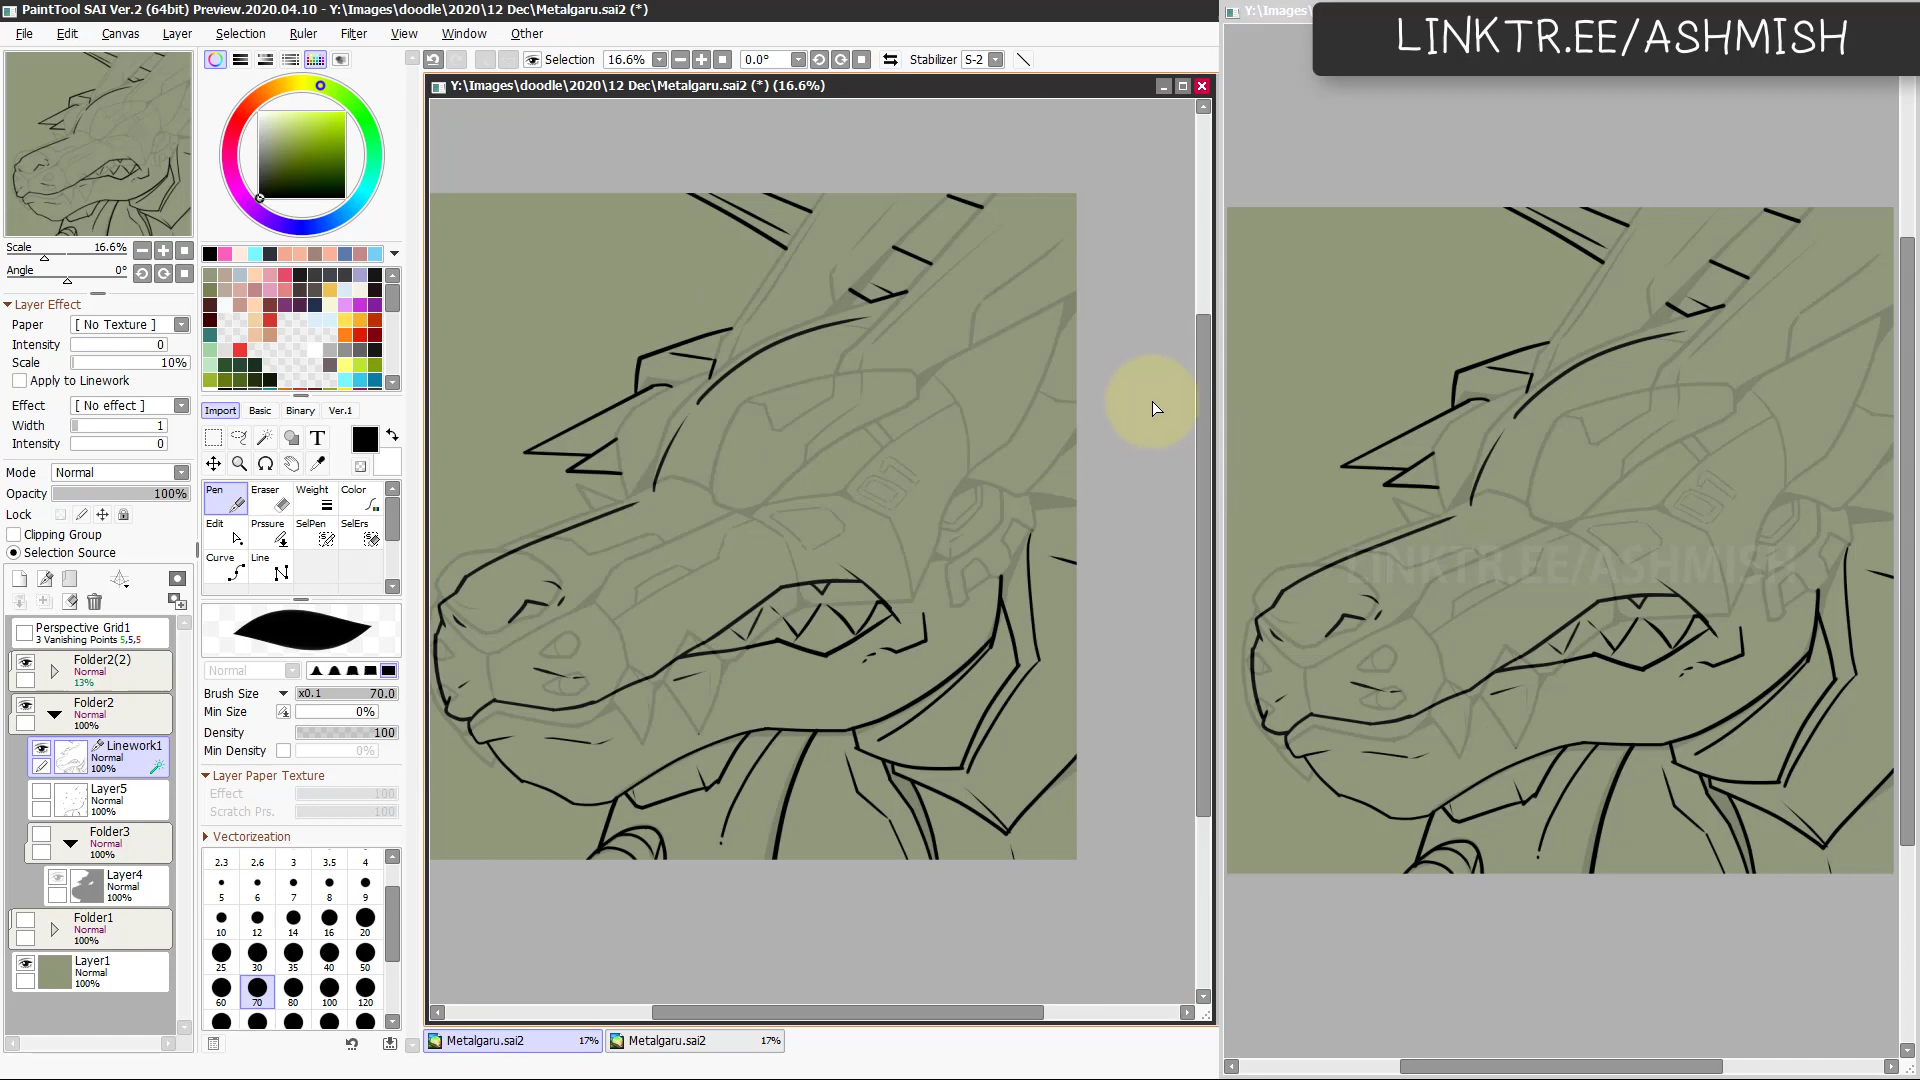 PaintTool SAI Ver.2 (64bit) Preview.2020.04.10 - Y:\Images\doodle\2020\12 Dec\Metalgaru.sai2 (*)
Y:\Images\
LINKTR.EE/ASHMISH
File Edit Canvas Layer Selection Ruler Filter View Window Other
Selection 16.6% 0.0° Stabilizer S-2
Y:\Images\doodle\2020\12 Dec\Metalgaru.sai2 (*) (16.6%)
Scale 16.6%
Angle 0°
Layer Effect
Paper [ No Texture ]
Intensity 0
Scale 10%
Apply to Linework
Effect [ No effect ]
Width 1
Intensity 0
Mode Normal
Opacity 100%
Lock
Clipping Group
Selection Source
Perspective Grid1
3 Vanishing Points 5,5,5
Folder2(2)
Normal
13%
Folder2
Normal
100%
Linework1
Normal
100%
Layer5
Normal
100%
Folder3
Normal
100%
Layer4
Normal
100%
Folder1
Normal
100%
Layer1
Normal
100%
Import Basic Binary Ver.1
T
Pen Eraser Weight Color
Edit Prssure SelPen SelErs
Curve Line
Normal
Brush Size x0.1 70.0
Min Size 0%
Density 100
Min Density 0%
Layer Paper Texture
Effect 100
Scratch Prs. 100
Vectorizeation
2.3 2.6 3 3.5 4
5 6 7 8 9
10 12 14 16 20
25 30 35 40 50
60 70 80 100 120
01
01
LINKTR.EE/ASHMISH
Metalgaru.sai2 17%
Metalgaru.sai2 17%